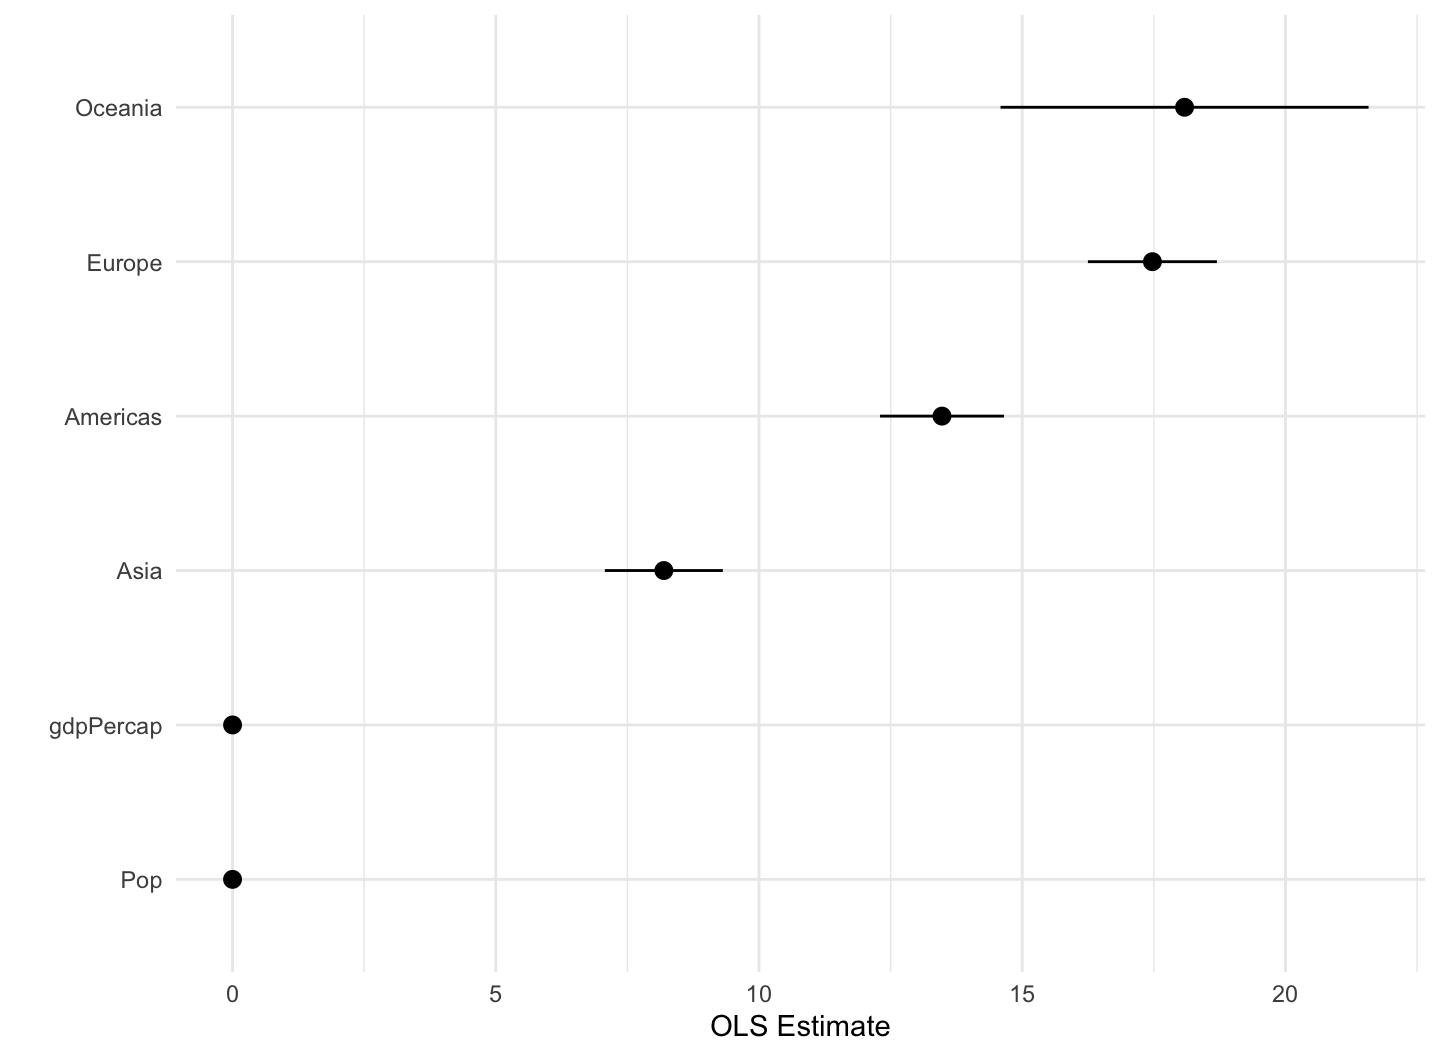 Oceania
Europe
Americas
Asia
gdpPercap
Pop
0 5 10 15 20
OLS Estimate